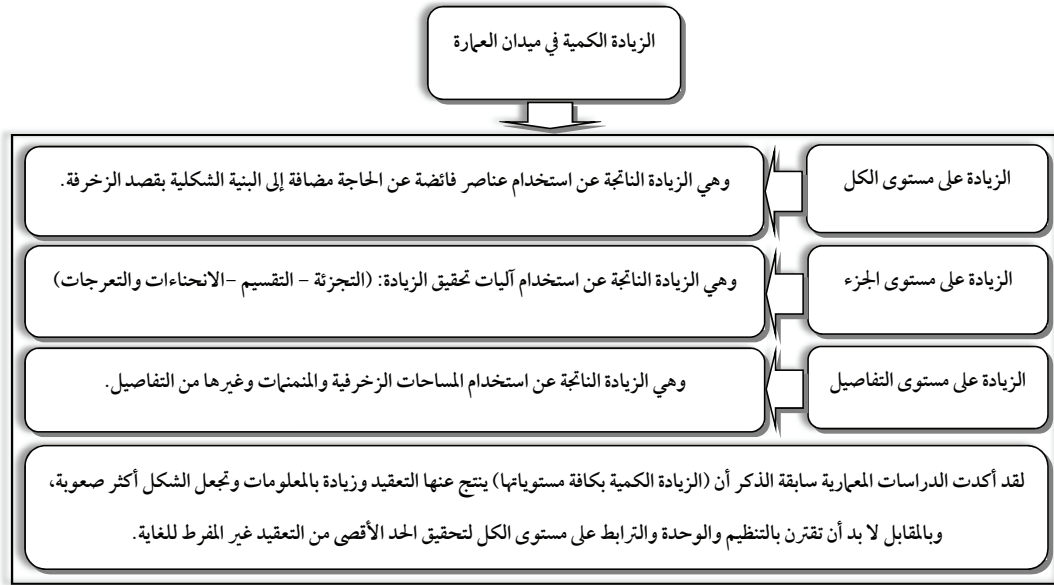 الزيادة الكمية في ميدان العمارة
الزيادة على مستوى الكل
وهي الزيادة الناتجة عن استخدام عناصر فائضة عن الحاجة مضافة إلى البنية الشكلية بقصد الزخرفة.
الزيادة على مستوى الجزء
وهي الزيادة الناتجة عن استخدام آليات تحقيق الزيادة: (التجزئة – التقسيم –الانحناءات والتعرجات)
الزيادة على مستوى التفاصيل
وهي الزيادة الناتجة عن استخدام المساحات الزخرفية والمنمنمات وغيرها من التفاصيل.
لقد أكدت الدراسات المعمارية سابقة الذكر أن (الزيادة الكمية بكافة مستوياتها) ينتج عنها التعقيد وزيادة بالمعلومات وتجعل الشكل أكثر صعوبة،
وبالمقابل لا بد أن تقترن بالتنظيم والوحدة والترابط على مستوى الكل لتحقيق الحد الأقصى من التعقيد غير المفرط للغاية.